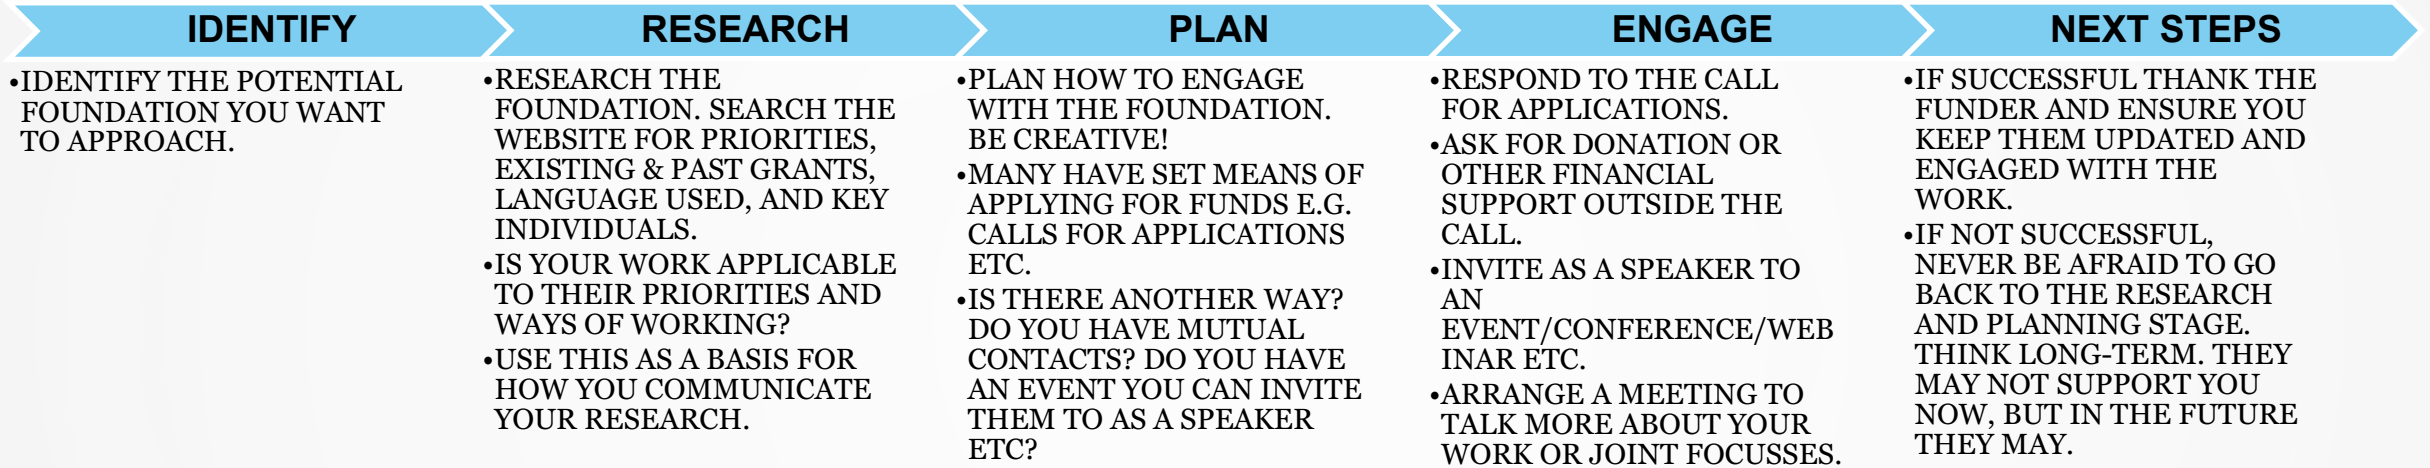 IDENTIFY
•IDENTIFY THE POTENTIAL
FOUNDATION YOU WANT
TO APPROACH.
RESEARCH
•RESEARCH THE
FOUNDATION. SEARCH THE
WEBSITE FOR PRIORITIES,
EXISTING & PAST GRANTS,
LANGUAGE USED, AND KEY
INDIVIDUALS.
•IS YOUR WORK APPLICABLE
TO THEIR PRIORITIES AND
WAYS OF WORKING?
•USE THIS AS A BASIS FOR
HOW YOU COMMUNICATE
YOUR RESEARCH.
PLAN
•PLAN HOW TO ENGAGE
WITH THE FOUNDATION.
BE CREATIVE!
•MANY HAVE SET MEANS OF
APPLYING FOR FUNDS E.G.
CALLS FOR APPLICATIONS
ETC.
•IS THERE ANOTHER WAY?
DO YOU HAVE MUTUAL
CONTACTS? DO YOU HAVE
AN EVENT YOU CAN INVITE
THEM TO AS A SPEAKER
ETC?
ENGAGE
•RESPOND TO THE CALL
FOR APPLICATIONS.
•ASK FOR DONATION OR
OTHER FINANCIAL
SUPPORT OUTSIDE THE
CALL.
•INVITE AS A SPEAKER TO
AN
EVENT/CONFERENCE/WEB
INAR ETC.
•ARRANGE A MEETING TO
TALK MORE ABOUT YOUR
WORK OR JOINT FOCUSSES.
NEXT STEPS
•IF SUCCESSFUL THANK THE
FUNDER AND ENSURE YOU
KEEP THEM UPDATED AND
ENGAGED WITH THE
WORK.
•IF NOT SUCCESSFUL,
NEVER BE AFRAID TO GO
BACK TO THE RESEARCH
AND PLANNING STAGE.
THINK LONG-TERM. THEY
MAY NOT SUPPORT YOU
NOW, BUT IN THE FUTURE
THEY MAY.